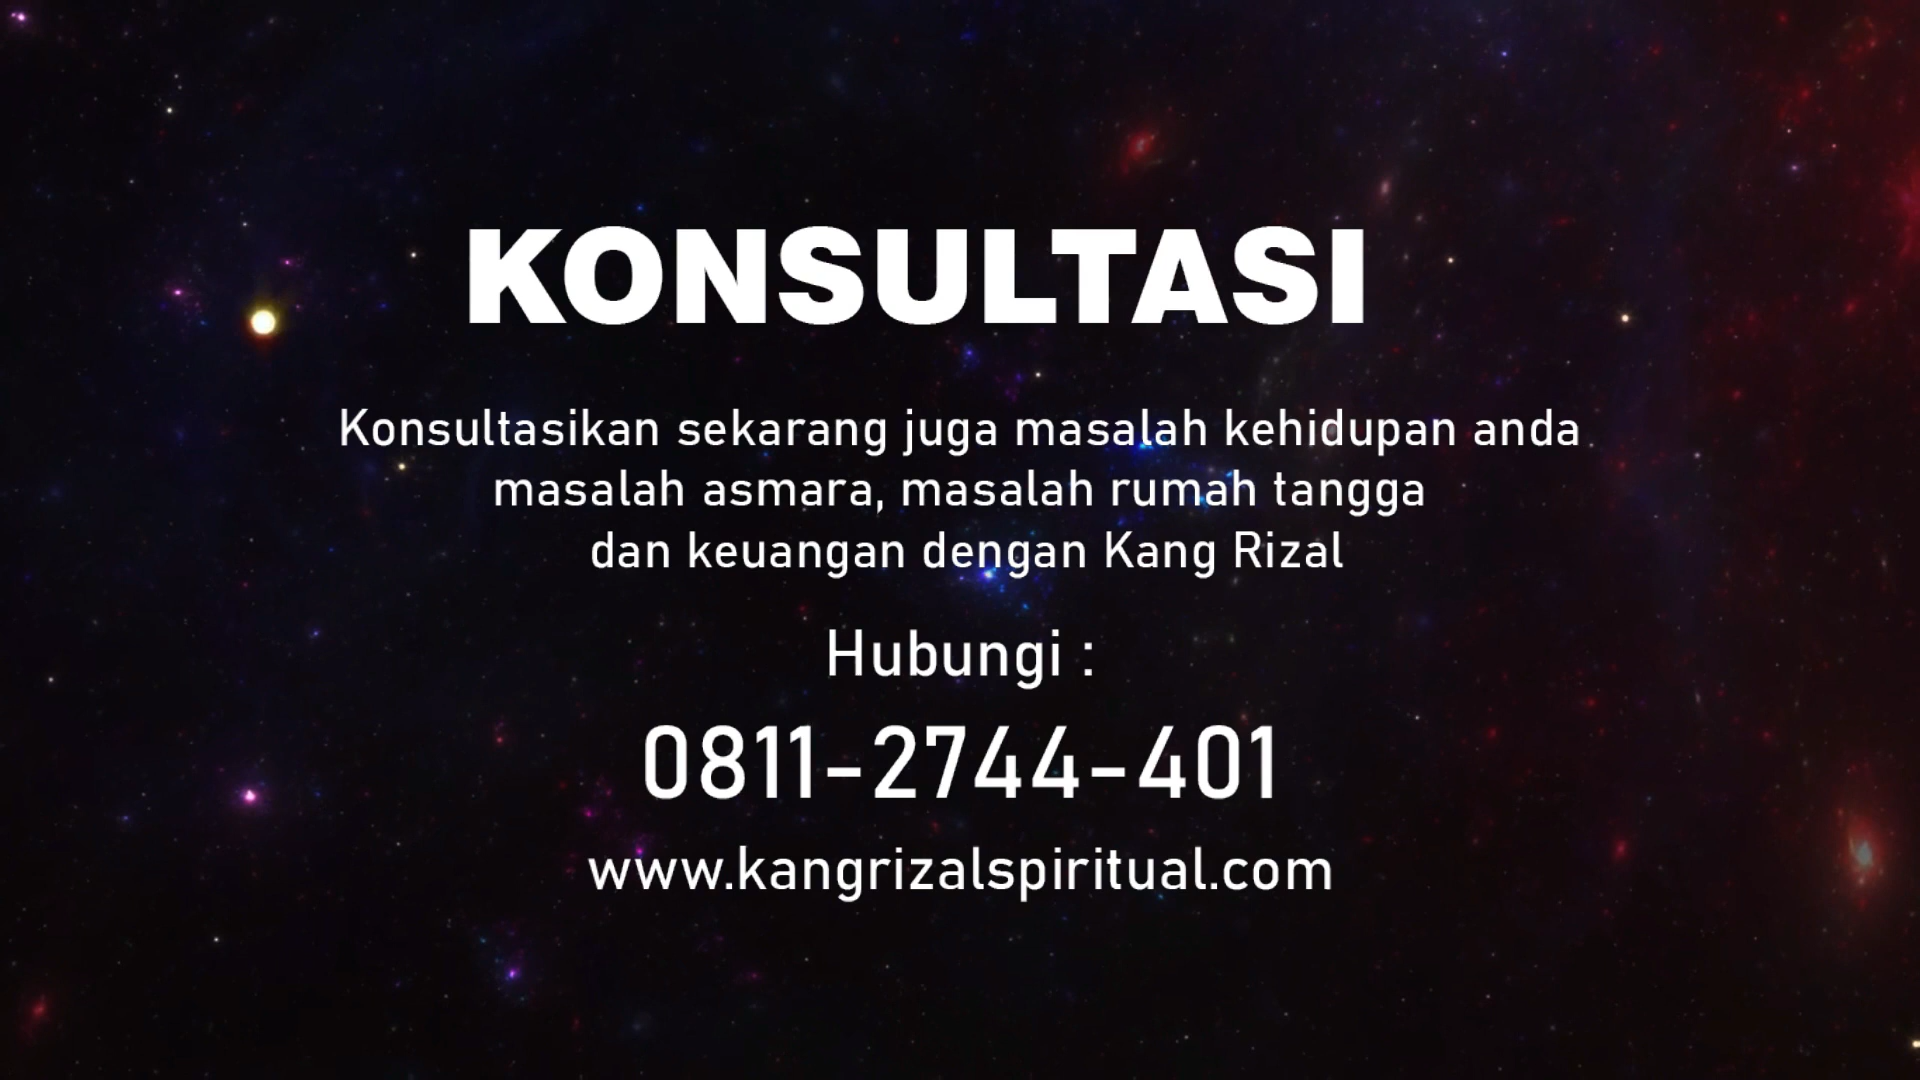 KONSULTASI
Konsultasikan sekarang juga masalah kehidupan anda
masalah asmara, masalah rumah tangga
dan keuangan dengan Kang Rizal
Hubungi :
0811-2744-401
www.kangrizalspiritual.com